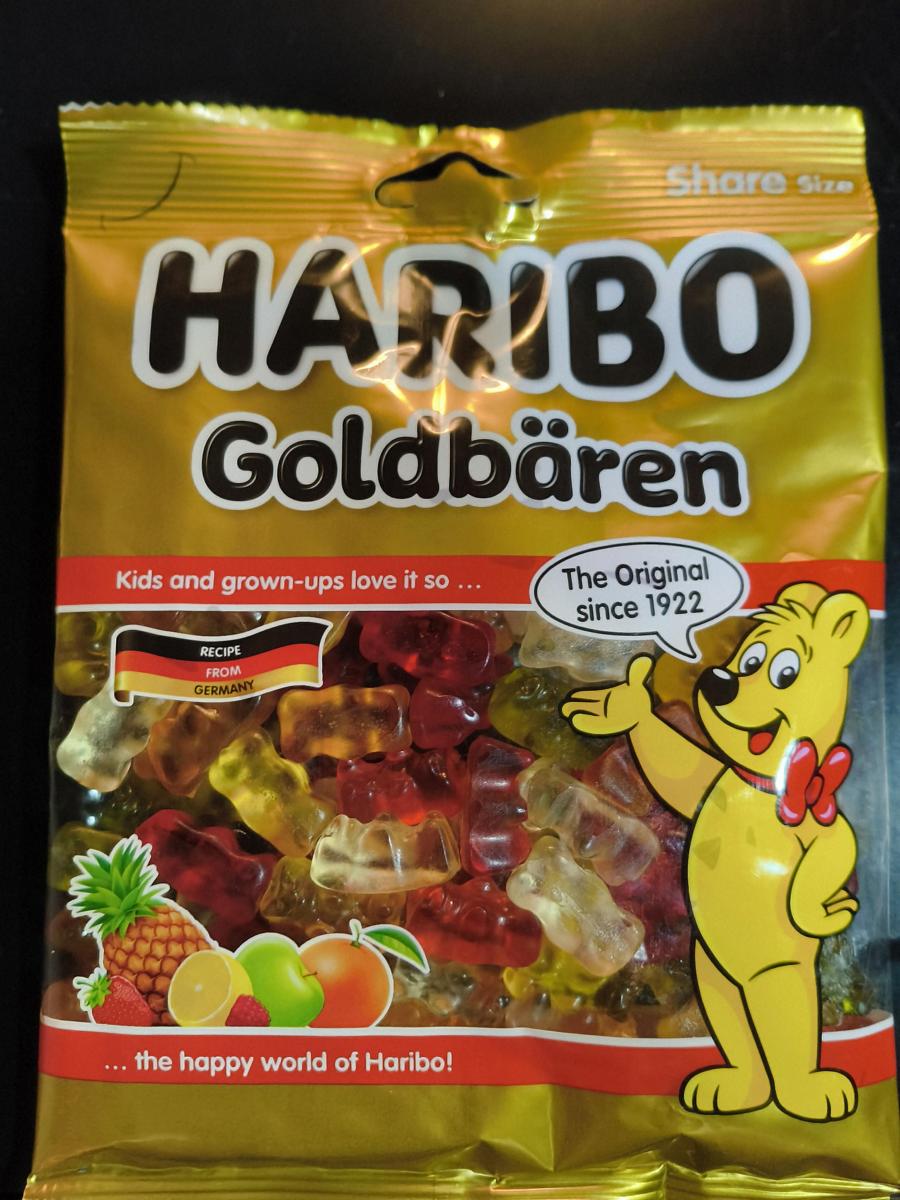 Share Size
HARIBO
Goldbären
Kids and grown-ups love it so ...
The Original
since 1922
RECIPE
FROM
GERMANY
... the happy world of Haribo!